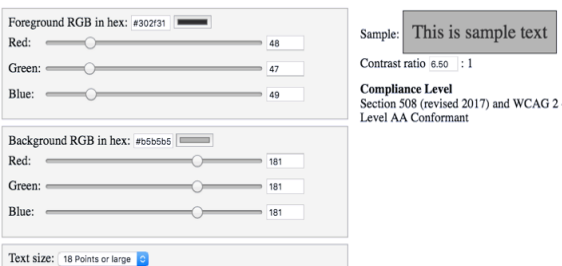 Foreground RGB in hex: #302f31
Red: 48
Green: 47
Blue: 49
Background RGB in hex: #b5b5b5
Red: 181
Green: 181
Blue: 181
Text size: 18 Points or large
Sample: This is sample text
Contrast ratio 6.50 : 1
Compliance Level
Section 508 (revised 2017) and WCAG 2
Level AA Conformant